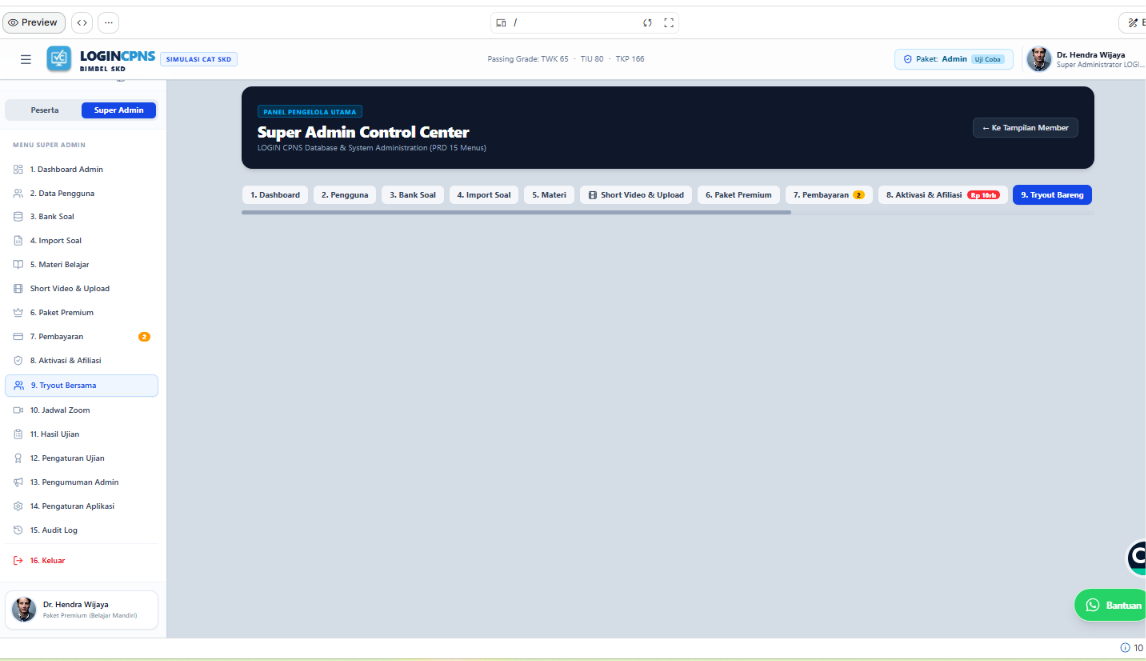 Preview
/
LOGINCPNS
BIMBEL SKD
SIMULASI CAT SKD
Passing Grade: TWK 65 · TIU 80 · TKP 166
Paket: Admin Uji Coba
Dr. Hendra Wijaya
Super Administrator LOGI...
Peserta
Super Admin
MENU SUPER ADMIN
1. Dashboard Admin
2. Data Pengguna
3. Bank Soal
4. Import Soal
5. Materi Belajar
Short Video & Upload
6. Paket Premium
7. Pembayaran 2
8. Aktivasi & Afiliasi
9. Tryout Bersama
10. Jadwal Zoom
11. Hasil Ujian
12. Pengaturan Ujian
13. Pengumuman Admin
14. Pengaturan Aplikasi
15. Audit Log
16. Keluar
Dr. Hendra Wijaya
Paket Premium (Belajar Mandiri)
PANEL PENGELOLA UTAMA
Super Admin Control Center
LOGIN CPNS Database & System Administration (PRD 15 Menus)
← Ke Tampilan Member
1. Dashboard
2. Pengguna
3. Bank Soal
4. Import Soal
5. Materi
Short Video & Upload
6. Paket Premium
7. Pembayaran 2
8. Aktivasi & Afiliasi Rp
9. Tryout Bareng
Bantuan
10